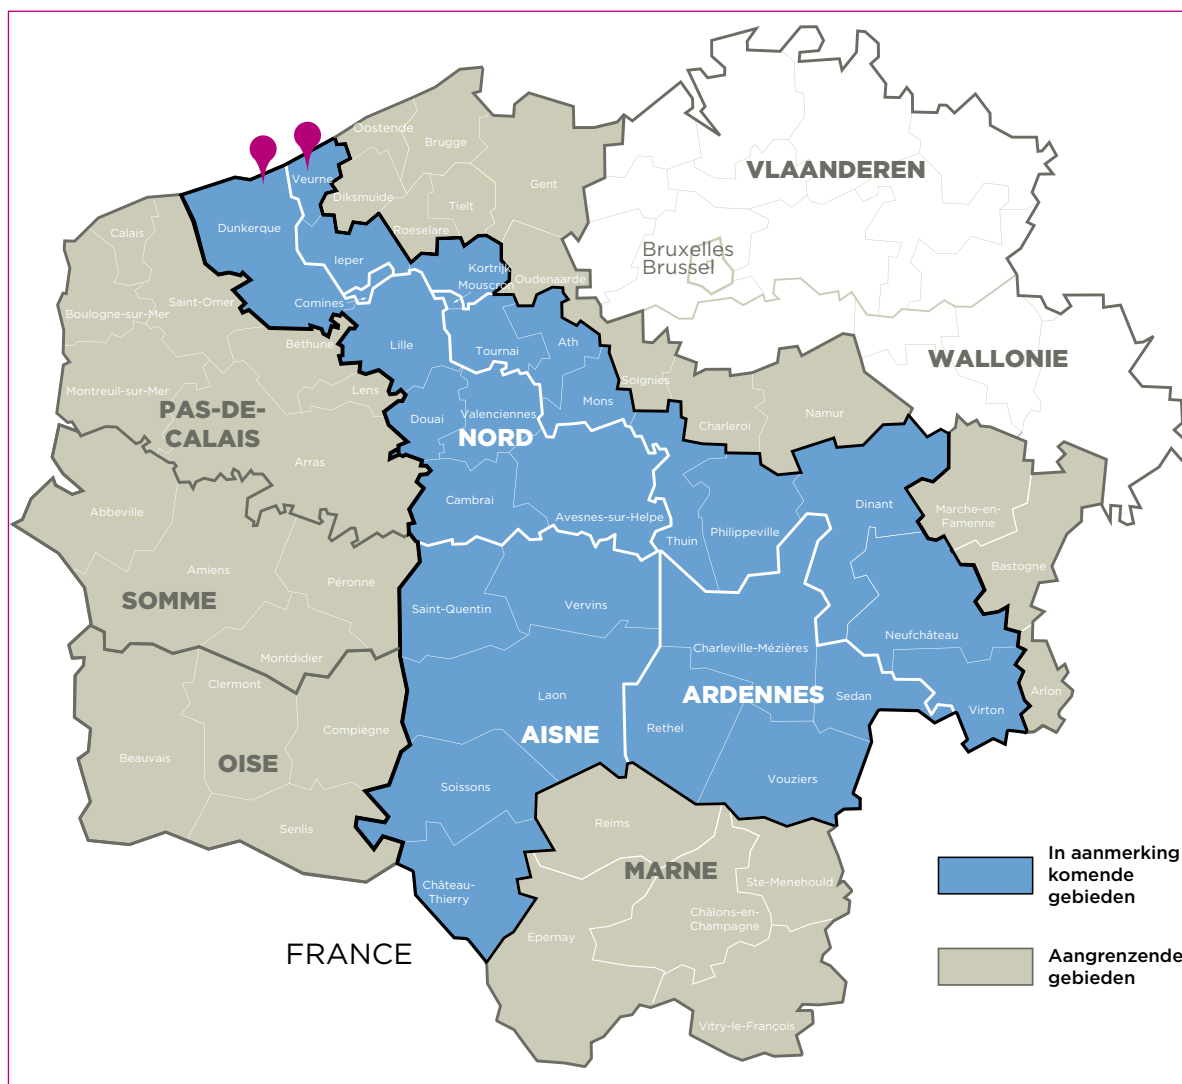 Oostende
Brugge
VLAANDEREN
Veurne
Gent
Diksmuide
Tielt
Dunkerque
Roeselare
Calais
Bruxelles
Brussel
Ieper
Kortrijk
Mouscron
Oudenaarde
Saint-Omer
Comines
Boulogne-sur-Mer
Béthune
Lille
Tournai
Ath
WALLONIE
Montreuil-sur-Mer
Lens
Soignies
PAS-DE-
CALAIS
Douai
Valenciennes
Mons
Namur
Charleroi
NORD
Arras
Cambrai
Abbeville
Avesnes-sur-Helpe
Dinant
Marche-en-
Famenne
Thuin
Philippeville
Bastogne
Amiens
Péronne
SOMME
Saint-Quentin
Vervins
Neufchâteau
Montdidier
Charleville-Mézières
Clermont
Laon
ARDENNES
Sedan
Arlon
Virton
Compiègne
AISNE
Rethel
Beauvais
OISE
Soissons
Vouziers
Senlis
Reims
In aanmerking
komende
gebieden
MARNE
Château-
Thierry
Ste-Menehould
Châlons-en-
Champagne
Epernay
FRANCE
Aangrenzende
gebieden
Vitry-le-François